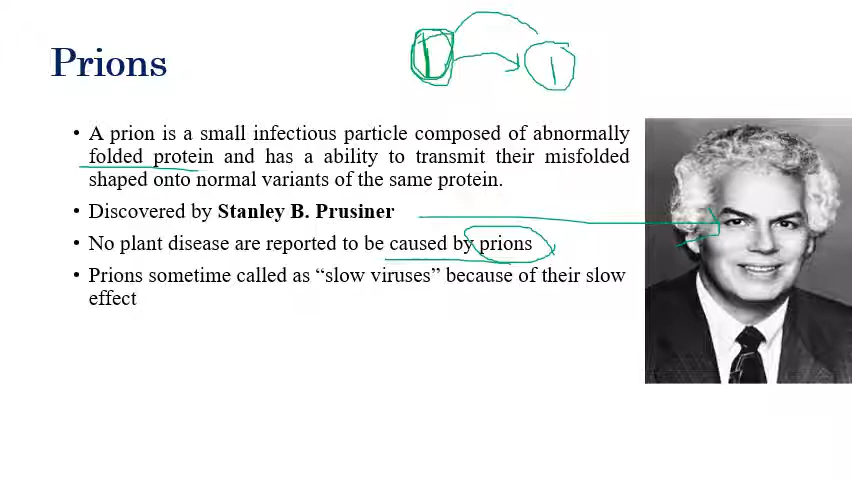 Prions
• A prion is a small infectious particle composed of abnormally
folded protein and has a ability to transmit their misfolded
shaped onto normal variants of the same protein.
• Discovered by Stanley B. Prusiner
• No plant disease are reported to be caused by prions
• Prions sometime called as “slow viruses” because of their slow
effect